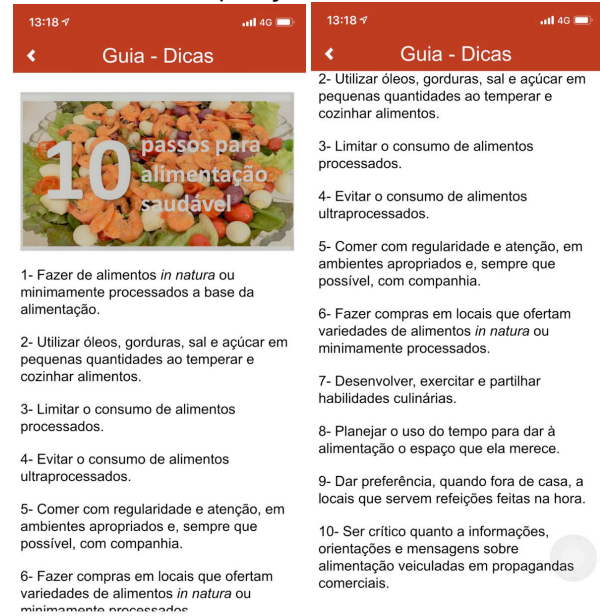 13:18
4G
Guia - Dicas
10 passos para
alimentação
saudável
1- Fazer de alimentos in natura ou
minimamente processados a base da
alimentação.
2- Utilizar óleos, gorduras, sal e açúcar em
pequenas quantidades ao temperar e
cozinhar alimentos.
3- Limitar o consumo de alimentos
processados.
4- Evitar o consumo de alimentos
ultraprocessados.
5- Comer com regularidade e atenção, em
ambientes apropriados e, sempre que
possível, com companhia.
6- Fazer compras em locais que ofertam
variedades de alimentos in natura ou
minimamente processados
13:18
4G
Guia - Dicas
2- Utilizar óleos, gorduras, sal e açúcar em
pequenas quantidades ao temperar e
cozinhar alimentos.
3- Limitar o consumo de alimentos
processados.
4- Evitar o consumo de alimentos
ultraprocessados.
5- Comer com regularidade e atenção, em
ambientes apropriados e, sempre que
possível, com companhia.
6- Fazer compras em locais que ofertam
variedades de alimentos in natura ou
minimamente processados.
7- Desenvolver, exercitar e partilhar
habilidades culinárias.
8- Planejar o uso do tempo para dar à
alimentação o espaço que ela merece.
9- Dar preferência, quando fora de casa, a
locais que servem refeições feitas na hora.
10- Ser crítico quanto a informações,
orientações e mensagens sobre
alimentação veiculadas em propagandas
comerciais.